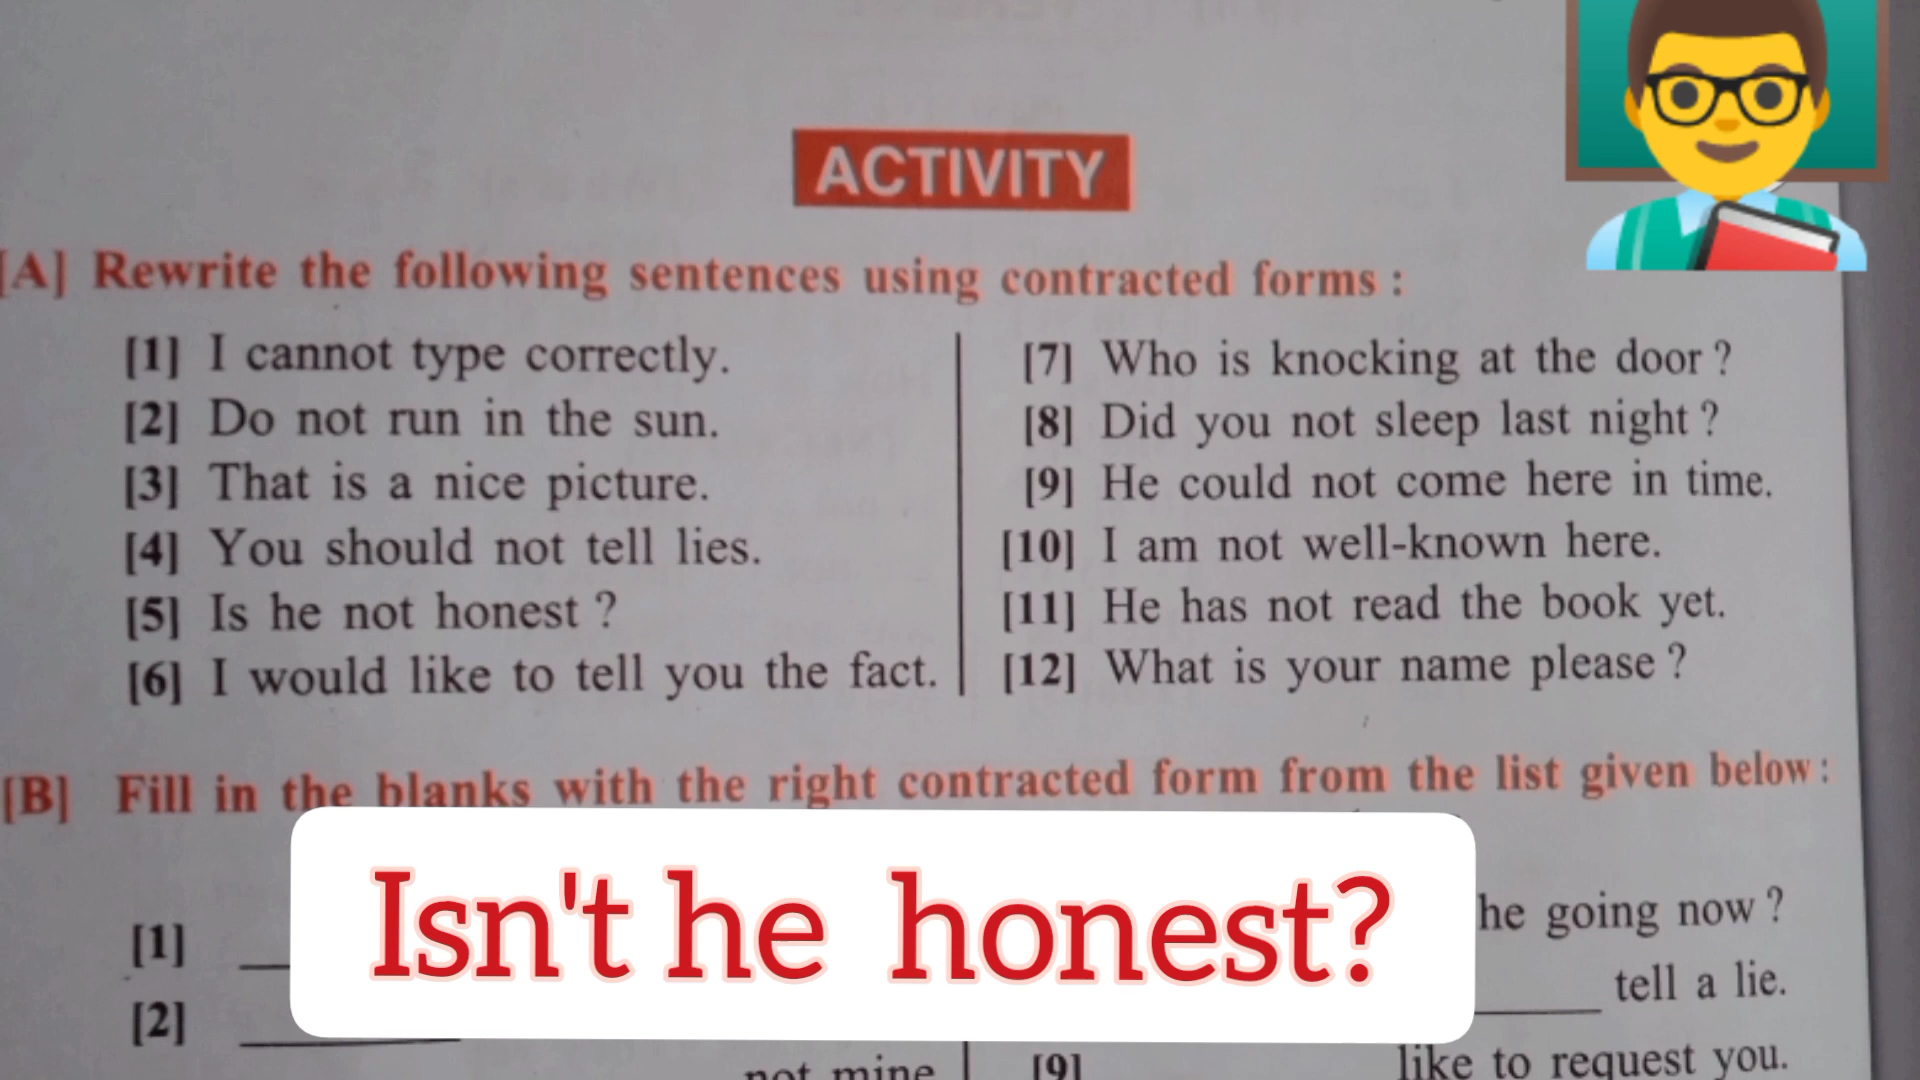 ACTIVITY
[A] Rewrite the following sentences using contracted forms :
[1] I cannot type correctly.
[2] Do not run in the sun.
[3] That is a nice picture.
[4] You should not tell lies.
[5] Is he not honest ?
[6] I would like to tell you the fact.
[7] Who is knocking at the door ?
[8] Did you not sleep last night ?
[9] He could not come here in time.
[10] I am not well-known here.
[11] He has not read the book yet.
[12] What is your name please ?
[B] Fill in the blanks with the right contracted form from the list given below :
Isn't he honest?
[1]
[2]
not mine
he going now ?
tell a lie.
[9] like to request you.